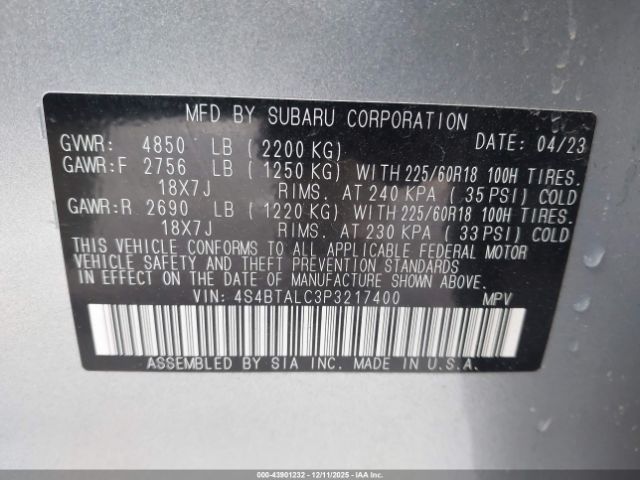 MFD BY SUBARU CORPORATION
GVWR: 4850 LB (2200 KG) DATE: 04/23
GAWR:F 2756 LB (1250 KG) WITH 225/60R18 100H TIRES.
18X7J RIMS. AT 240 KPA (35 PSI) COLD
GAWR:R 2690 LB (1220 KG) WITH 225/60R18 100H TIRES.
18X7J RIMS. AT 230 KPA (33 PSI) COLD
THIS VEHICLE CONFORMS TO ALL APPLICABLE FEDERAL MOTOR
VEHICLE SAFETY AND THEFT PREVENTION STANDARDS
IN EFFECT ON THE DATE OF MANUFACTURE SHOWN ABOVE.
VIN: 4S4BTALC3P3217400 MPV
ASSEMBLED BY SIA INC. MADE IN U.S.A.
000-43901232 - 12/11/2025 - COPART